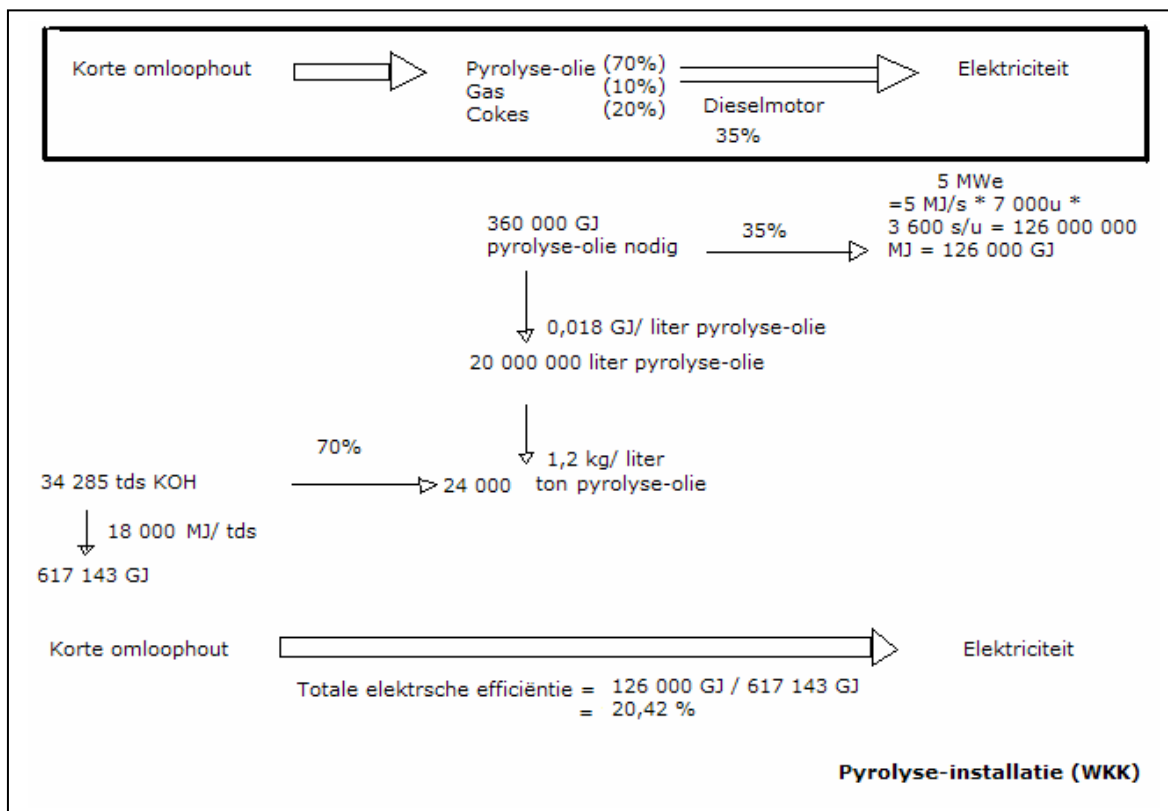 Korte omloophout
Pyrolyse-olie (70%)
Gas (10%)
Cokes (20%)
Dieselmotor
35%
Elektriciteit
5 MWe
=5 MJ/s * 7 000u *
3 600 s/u = 126 000 000
MJ = 126 000 GJ
360 000 GJ
pyrolyse-olie nodig
35%
0,018 GJ/ liter pyrolyse-olie
20 000 000 liter pyrolyse-olie
70%
1,2 kg/ liter
34 285 tds KOH
24 000 ton pyrolyse-olie
18 000 MJ/ tds
617 143 GJ
Korte omloophout
Elektriciteit
Totale elektrsche efficiëntie = 126 000 GJ / 617 143 GJ
= 20,42 %
Pyrolyse-installatie (WKK)